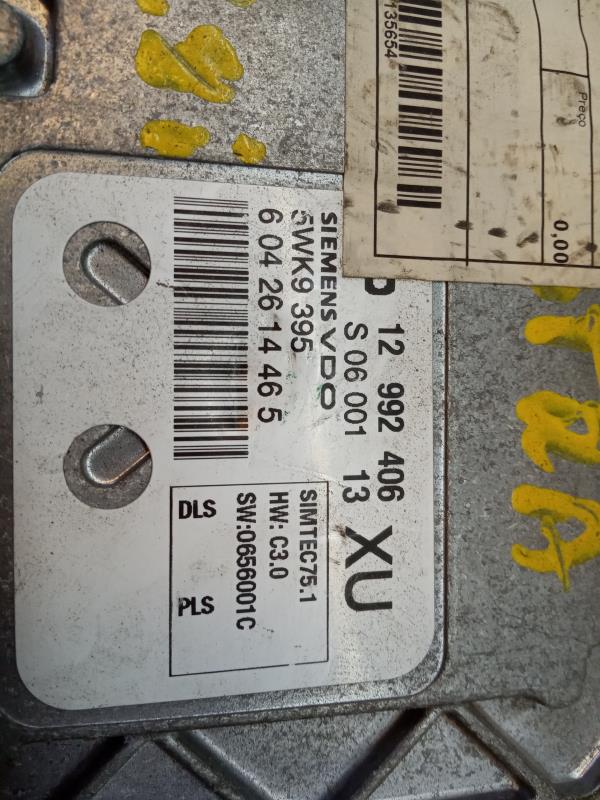 135654
Preço
0,00
12 992 406
S 06 001 13
XU
SIEMENS VDO
5WK9 395
6 04 26 14 46 5
SIMTEC75.1
HW: C3.0
SW:0656001C
DLS PLS